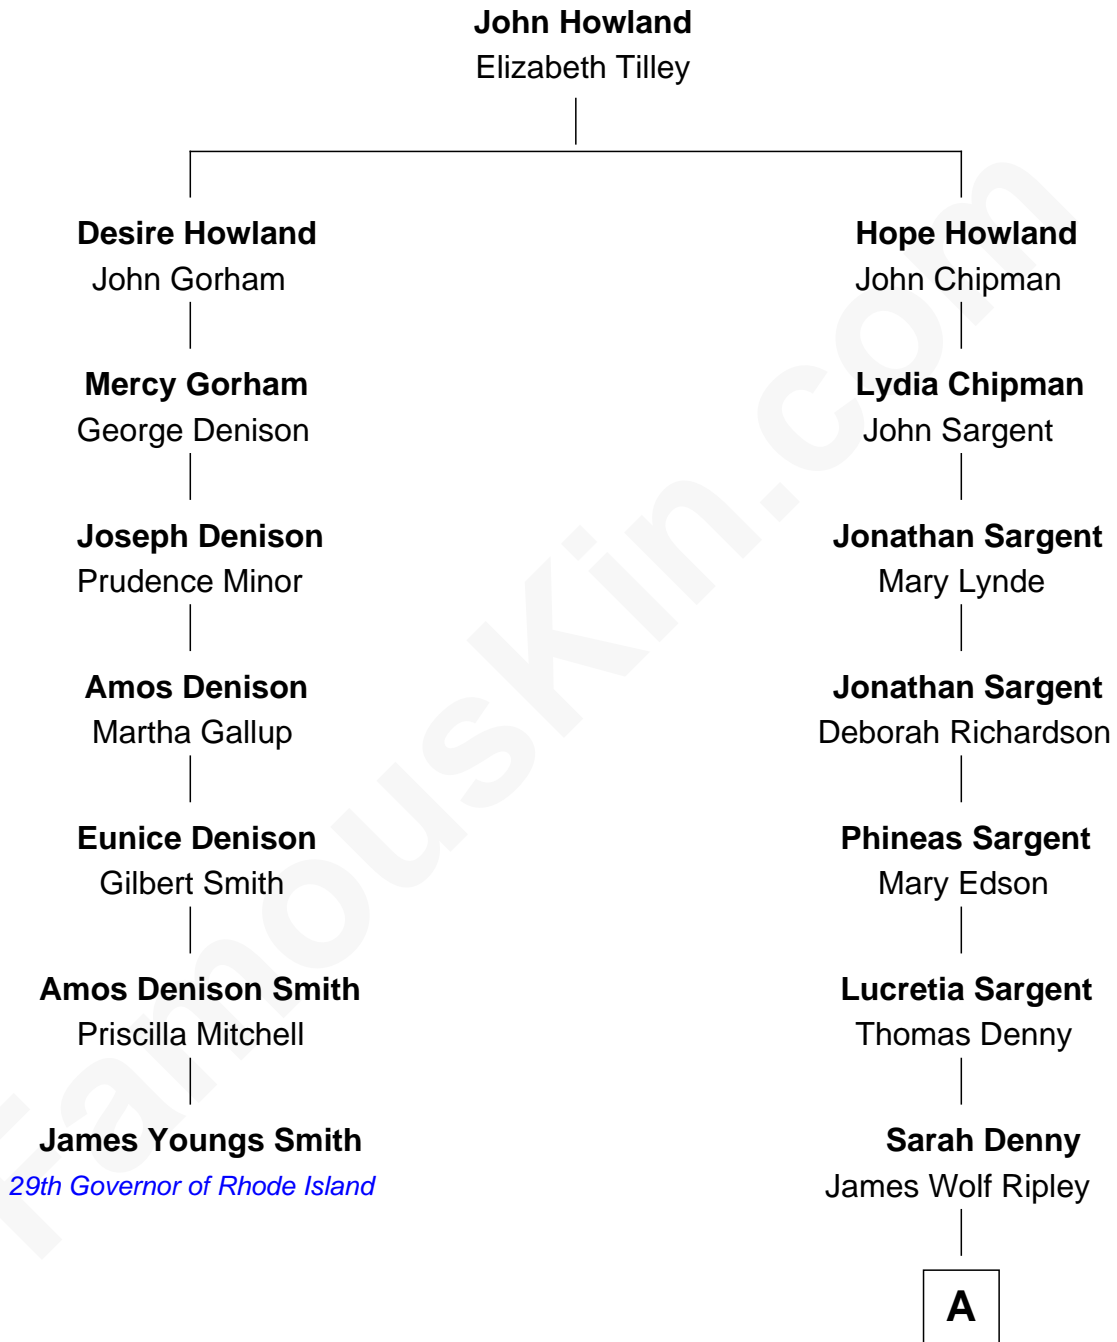 John Howland
Elizabeth Tilley
Desire Howland
John Gorham
Hope Howland
John Chipman
Mercy Gorham
George Denison
Lydia Chipman
John Sargent
Joseph Denison
Prudence Minor
Jonathan Sargent
Mary Lynde
Amos Denison
Martha Gallup
Jonathan Sargent
Deborah Richardson
Eunice Denison
Gilbert Smith
Phineas Sargent
Mary Edson
Amos Denison Smith
Priscilla Mitchell
Lucretia Sargent
Thomas Denny
James Youngs Smith
29th Governor of Rhode Island
Sarah Denny
James Wolf Ripley
A
FamousKin.com